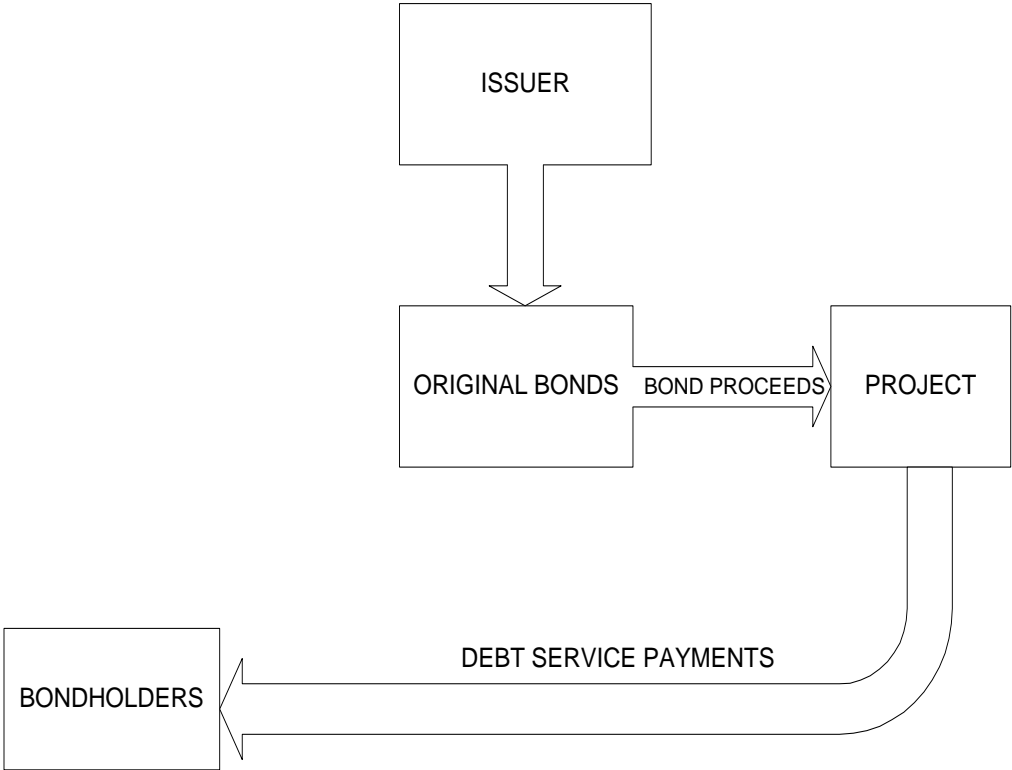 ISSUER
ORIGINAL BONDS
BOND PROCEEDS
PROJECT
DEBT SERVICE PAYMENTS
BONDHOLDERS